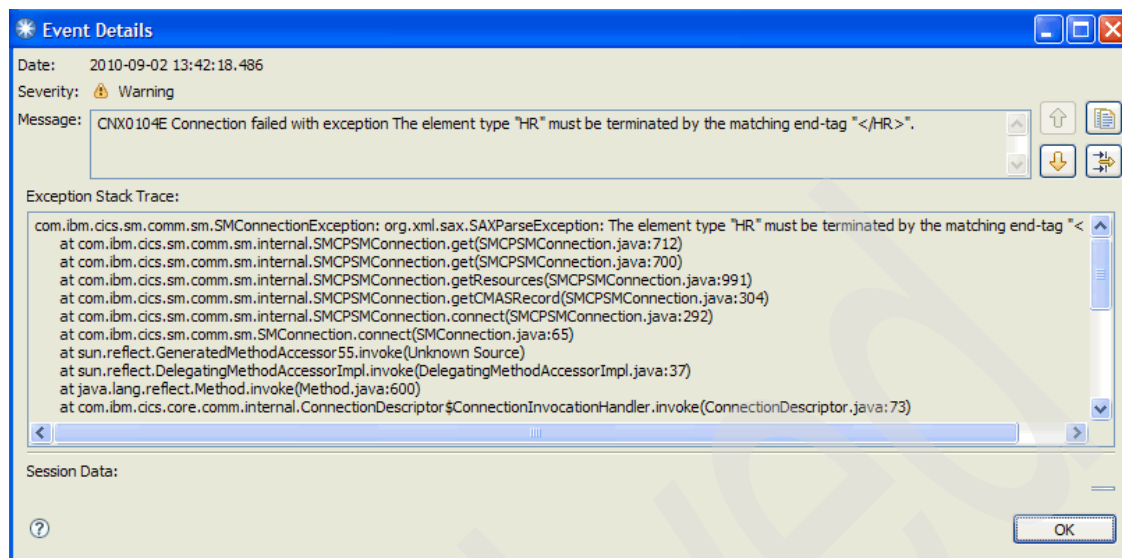 Event Details
Date: 2010-09-02 13:42:18.486
Severity: Warning
Message: CNX0104E Connection failed with exception The element type "HR" must be terminated by the matching end-tag "</HR>".
Exception Stack Trace:
com.ibm.cics.sm.comm.sm.SMConnectionException: org.xml.sax.SAXParseException: The element type "HR" must be terminated by the matching end-tag "<
at com.ibm.cics.sm.comm.sm.internal.SMCPSMConnection.get(SMCPSMConnection.java:712)
at com.ibm.cics.sm.comm.sm.internal.SMCPSMConnection.get(SMCPSMConnection.java:700)
at com.ibm.cics.sm.comm.sm.internal.SMCPSMConnection.getResources(SMCPSMConnection.java:991)
at com.ibm.cics.sm.comm.sm.internal.SMCPSMConnection.getCMASRecord(SMCPSMConnection.java:304)
at com.ibm.cics.sm.comm.sm.internal.SMCPSMConnection.connect(SMCPSMConnection.java:292)
at com.ibm.cics.sm.comm.sm.SMConnection.connect(SMConnection.java:65)
at sun.reflect.GeneratedMethodAccessor55.invoke(Unknown Source)
at sun.reflect.DelegatingMethodAccessorImpl.invoke(DelegatingMethodAccessorImpl.java:37)
at java.lang.reflect.Method.invoke(Method.java:600)
at com.ibm.cics.core.comm.internal.ConnectionDescriptor$ConnectionInvocationHandler.invoke(ConnectionDescriptor.java:73)
Session Data:
OK